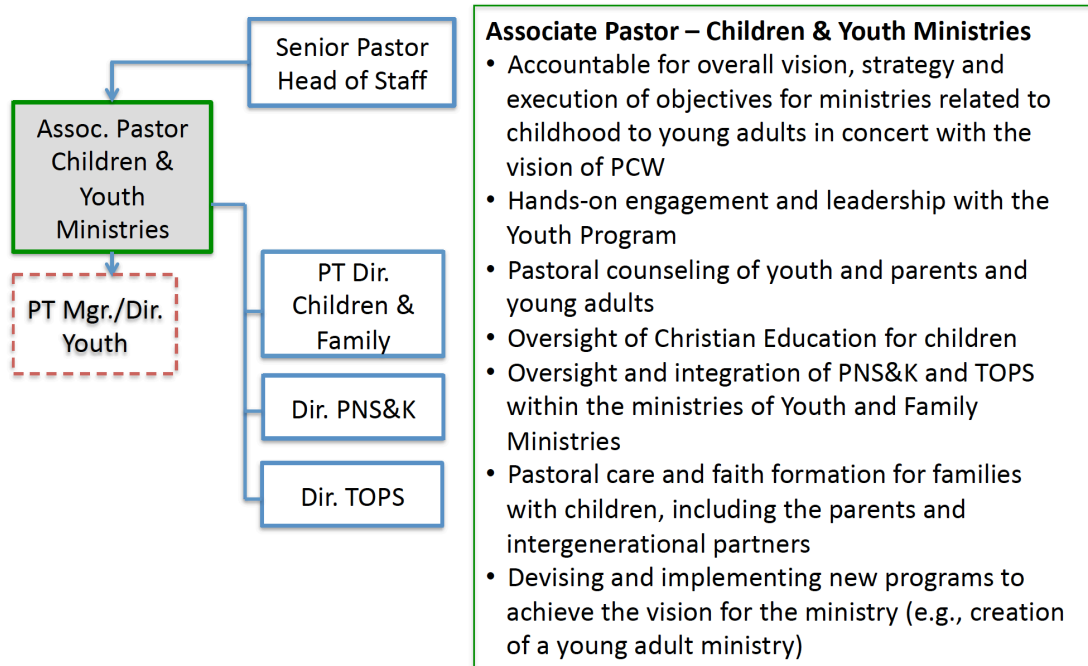 Senior Pastor
Head of Staff
Assoc. Pastor
Children &
Youth
Ministries
PT Mgr./Dir.
Youth
PT Dir.
Children &
Family
Dir. PNS&K
Dir. TOPS
Associate Pastor – Children & Youth Ministries
• Accountable for overall vision, strategy and
execution of objectives for ministries related to
childhood to young adults in concert with the
vision of PCW
• Hands-on engagement and leadership with the
Youth Program
• Pastoral counseling of youth and parents and
young adults
• Oversight of Christian Education for children
• Oversight and integration of PNS&K and TOPS
within the ministries of Youth and Family
Ministries
• Pastoral care and faith formation for families
with children, including the parents and
intergenerational partners
• Devising and implementing new programs to
achieve the vision for the ministry (e.g., creation
of a young adult ministry)